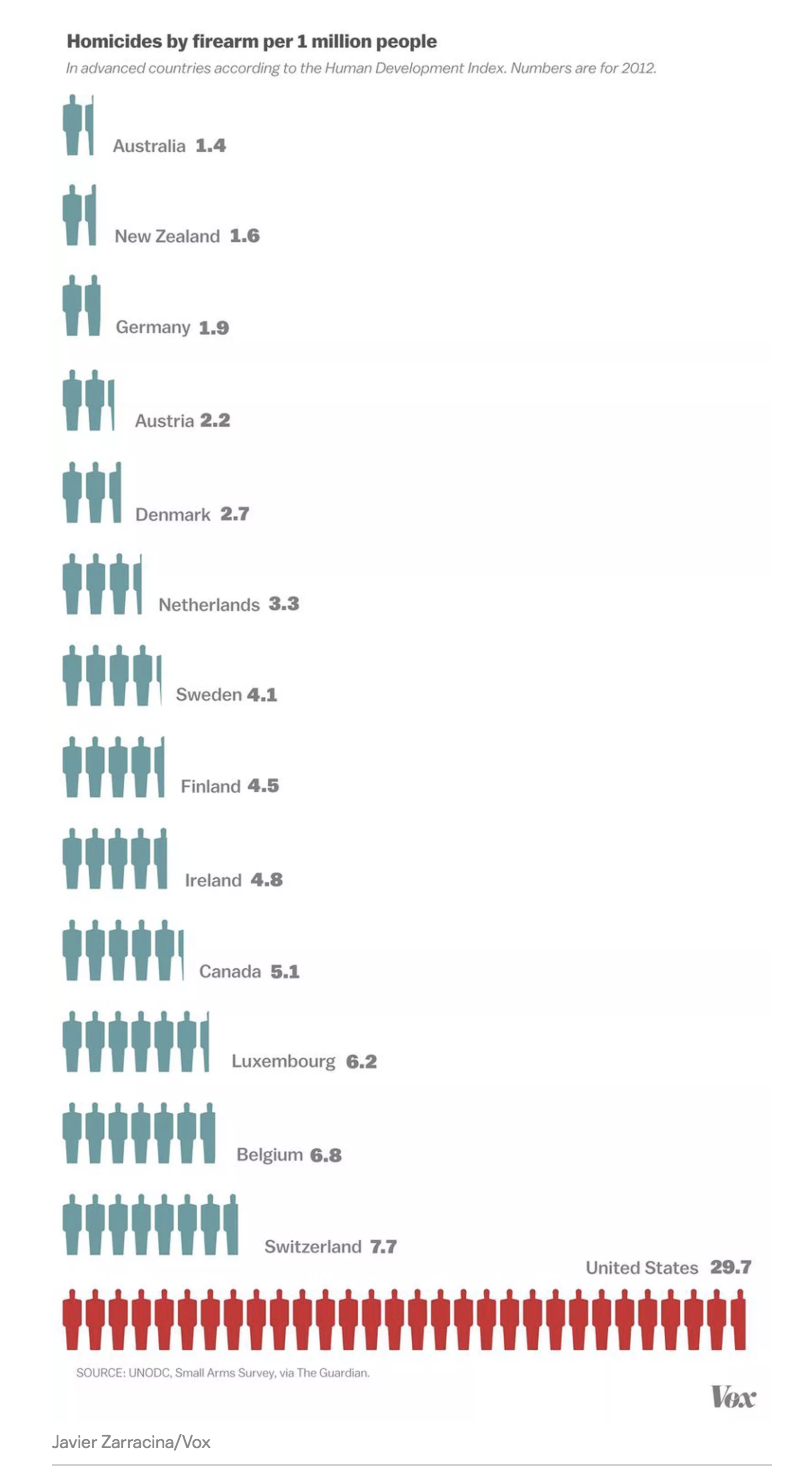 Homicides by firearm per 1 million people
In advanced countries according to the Human Development Index. Numbers are for 2012.
Australia 1.4
New Zealand 1.6
Germany 1.9
Austria 2.2
Denmark 2.7
Netherlands 3.3
Sweden 4.1
Finland 4.5
Ireland 4.8
Canada 5.1
Luxembourg 6.2
Belgium 6.8
Switzerland 7.7
United States 29.7
SOURCE: UNODC, Small Arms Survey, via The Guardian.
Vox
Javier Zarracina/Vox